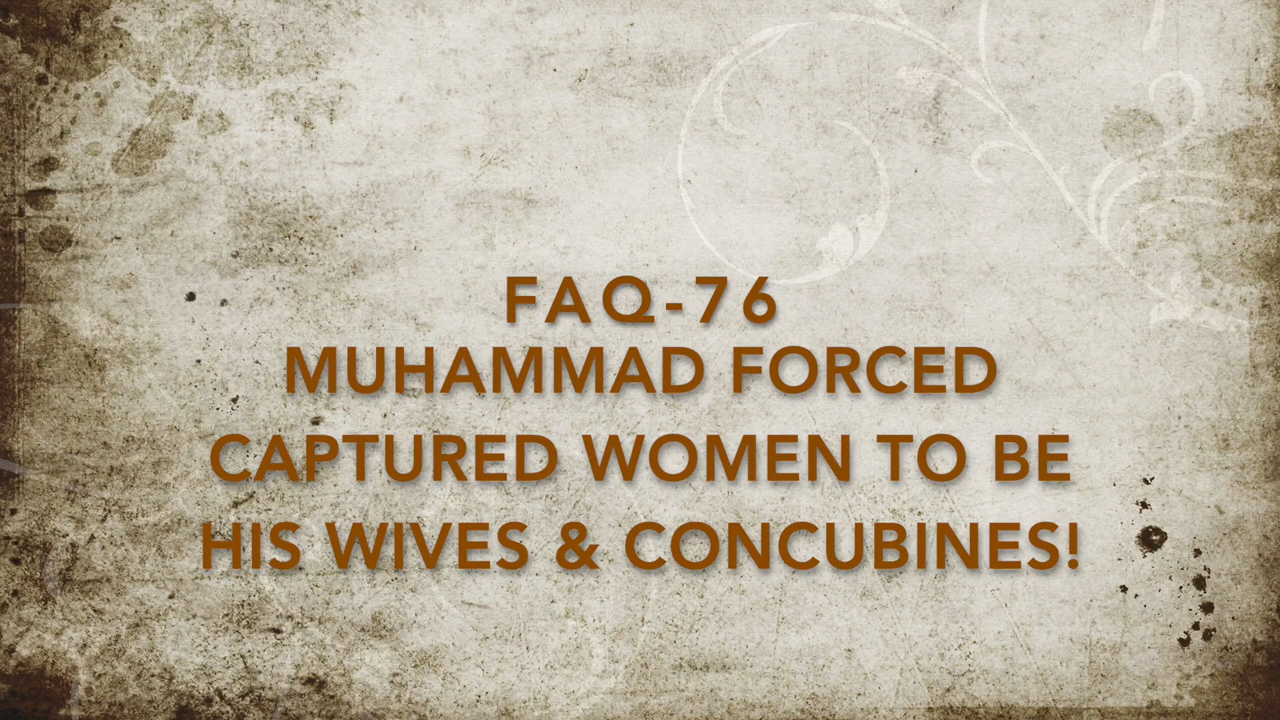 FAQ-76
MUHAMMAD FORCED
CAPTURED WOMEN TO BE
HIS WIVES & CONCUBINES!